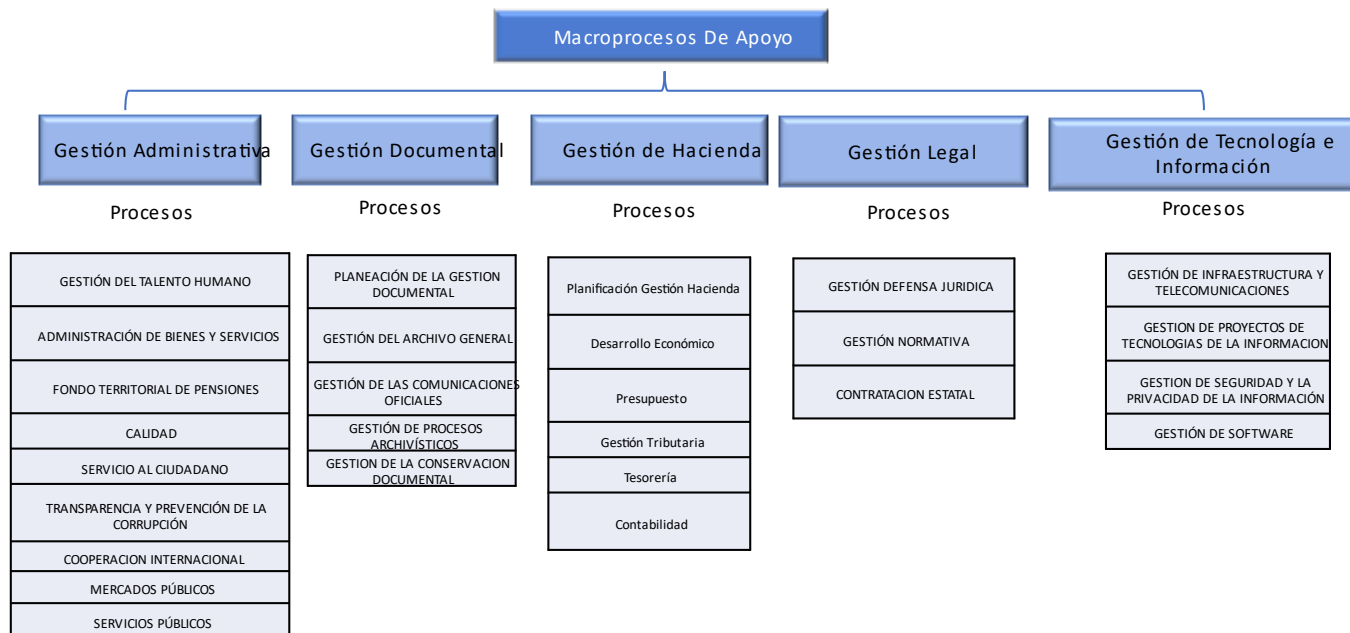 Macroprocesos De Apoyo
Gestión Administrativa
Procesos
GESTIÓN DEL TALENTO HUMANO
ADMINISTRACIÓN DE BIENES Y SERVICIOS
FONDO TERRITORIAL DE PENSIONES
CALIDAD
SERVICIO AL CIUDADANO
TRANSPARENCIA Y PREVENCIÓN DE LA
CORRUPCIÓN
COOPERACION INTERNACIONAL
MERCADOS PÚBLICOS
SERVICIOS PÚBLICOS
Gestión Documental
Procesos
PLANEACIÓN DE LA GESTION
DOCUMENTAL
GESTIÓN DEL ARCHIVO GENERAL
GESTIÓN DE LAS COMUNICACIONES
OFICIALES
GESTIÓN DE PROCESOS
ARCHIVÍSTICOS
GESTION DE LA CONSERVACION
DOCUMENTAL
Gestión de Hacienda
Procesos
Planificación Gestión Hacienda
Desarrollo Económico
Presupuesto
Gestión Tributaria
Tesorería
Contabilidad
Gestión Legal
Procesos
GESTIÓN DEFENSA JURIDICA
GESTIÓN NORMATIVA
CONTRATACION ESTATAL
Gestión de Tecnología e
Información
Procesos
GESTIÓN DE INFRAESTRUCTURA Y
TELECOMUNICACIONES
GESTION DE PROYECTOS DE
TECNOLOGIAS DE LA INFORMACION
GESTION DE SEGURIDAD Y LA
PRIVACIDAD DE LA INFORMACIÓN
GESTIÓN DE SOFTWARE